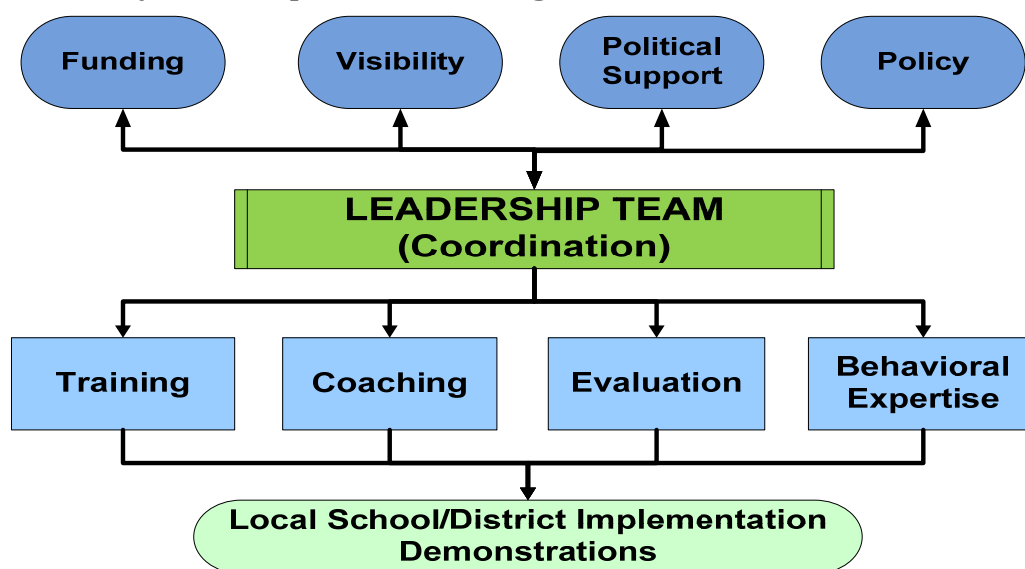 Funding
Visibility
Political
Support
Policy
LEADERSHIP TEAM
(Coordination)
Training
Coaching
Evaluation
Behavioral
Expertise
Local School/District Implementation
Demonstrations